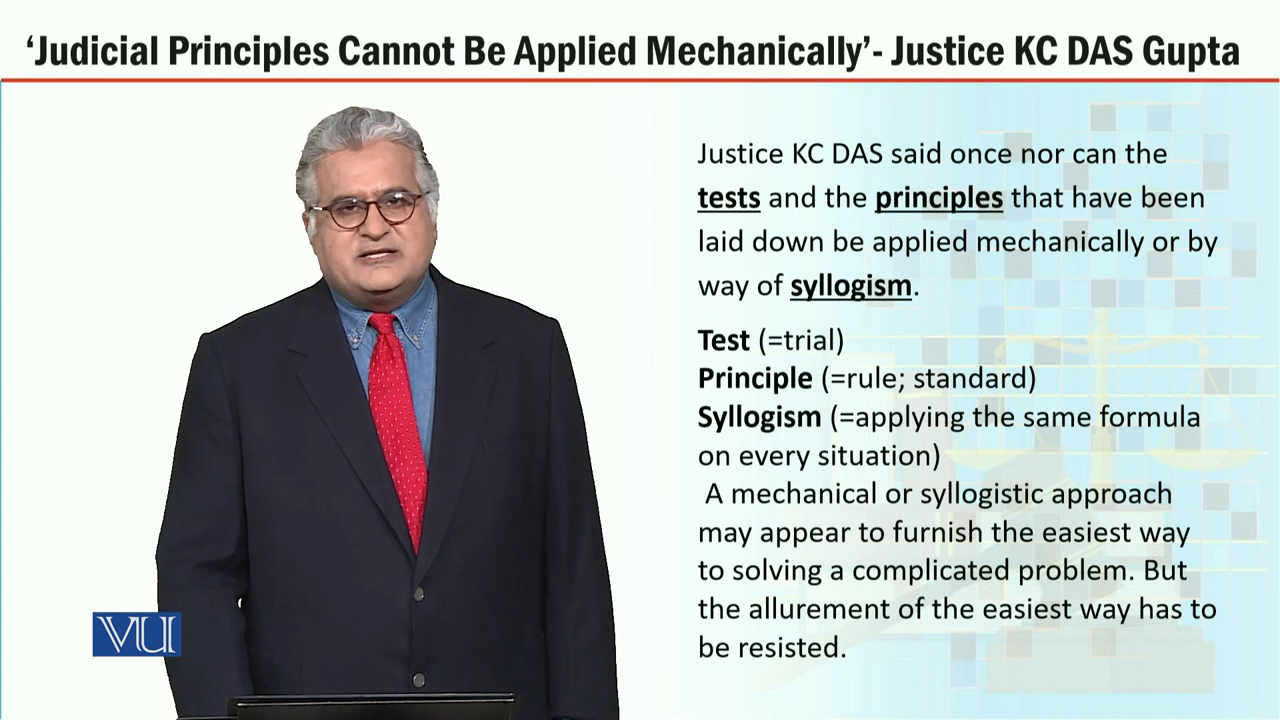 ‘Judicial Principles Cannot Be Applied Mechanically’- Justice KC DAS Gupta
Justice KC DAS said once nor can the
tests and the principles that have been
laid down be applied mechanically or by
way of syllogism.
Test (=trial)
Principle (=rule; standard)
Syllogism (=applying the same formula
on every situation)
A mechanical or syllogistic approach
may appear to furnish the easiest way
to solving a complicated problem. But
the allurement of the easiest way has to
be resisted.
VU